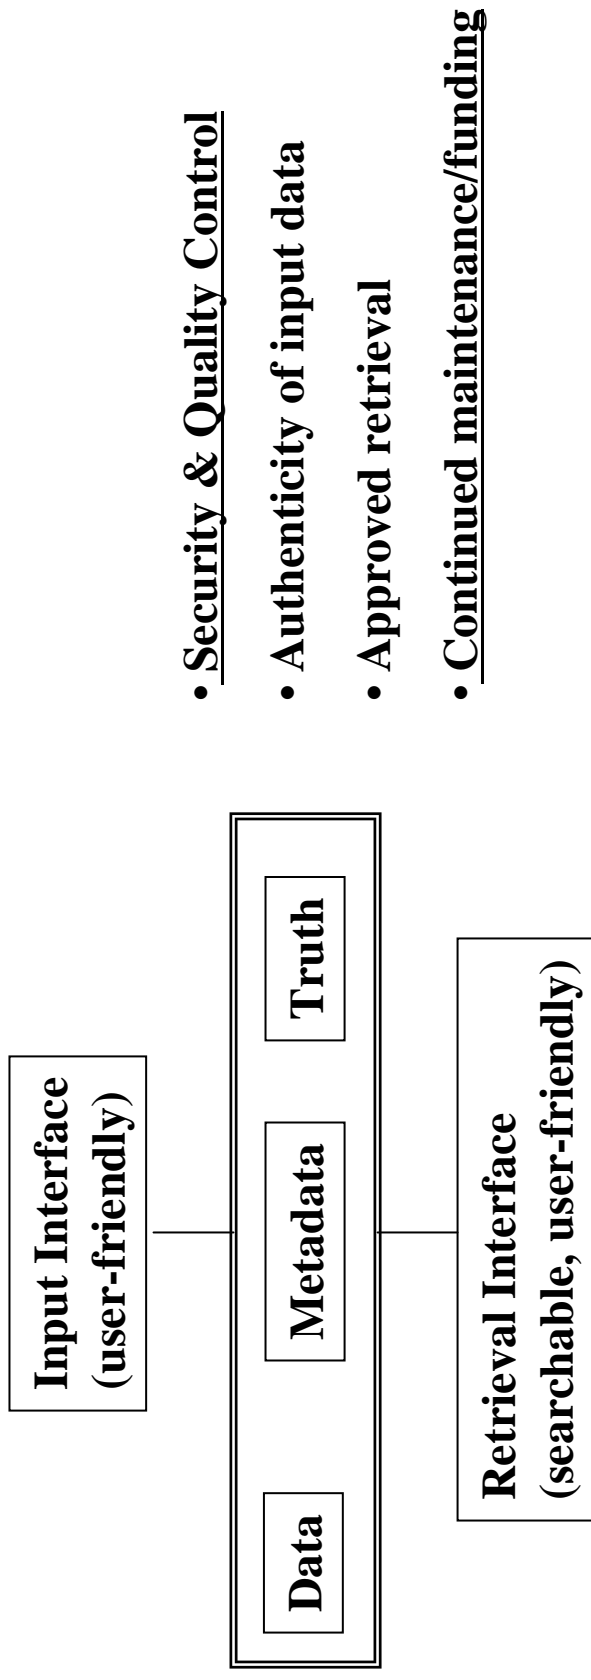 Input Interface
(user-friendly)
Data
Metadata
Truth
Retrieval Interface
(searchable, user-friendly)
• Security & Quality Control
• Authenticity of input data
• Approved retrieval
• Continued maintenance/funding